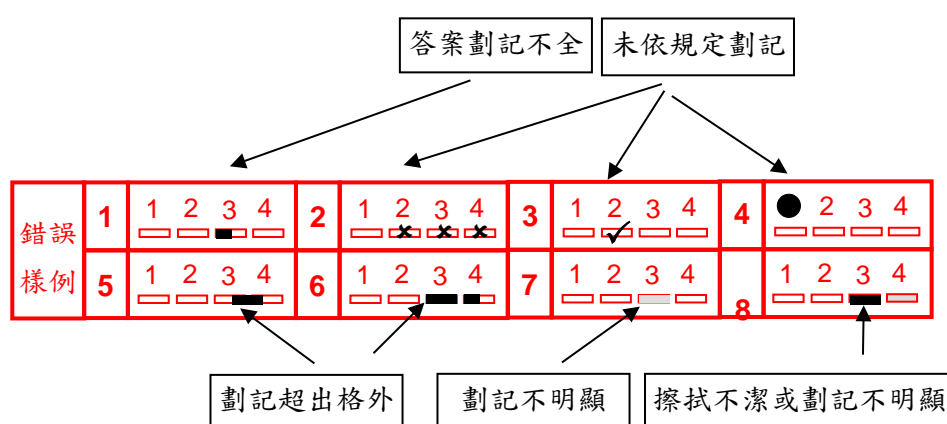 答案劃記不全 未依規定劃記
錯誤
樣例
1 1 2 3 4 2 1 2 3 4 3 1 2 3 4 4 2 3 4
5 1 2 3 4 6 1 2 3 4 7 1 2 3 4 8 1 2 3 4
劃記超出格外 劃記不明顯 擦拭不潔或劃記不明顯